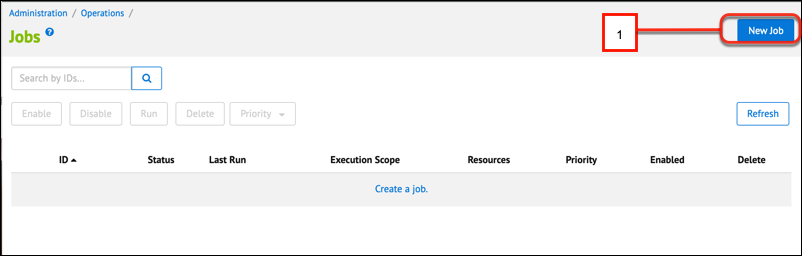 Administration / Operations /
Jobs ?
1
New Job
Search by IDs...
Enable Disable Run Delete Priority Refresh
ID Status Last Run Execution Scope Resources Priority Enabled Delete
Create a job.